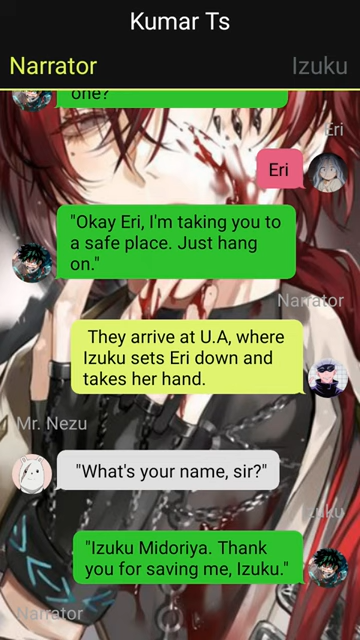 Kumar Ts
Narrator
Izuku
one?
Eri
Eri
"Okay Eri, I'm taking you to
a safe place. Just hang
on."
Narrator
They arrive at U.A, where
Izuku sets Eri down and
takes her hand.
Mr. Nezu
"What's your name, sir?"
Izuku
"Izuku Midoriya. Thank
you for saving me, Izuku."
Narrator